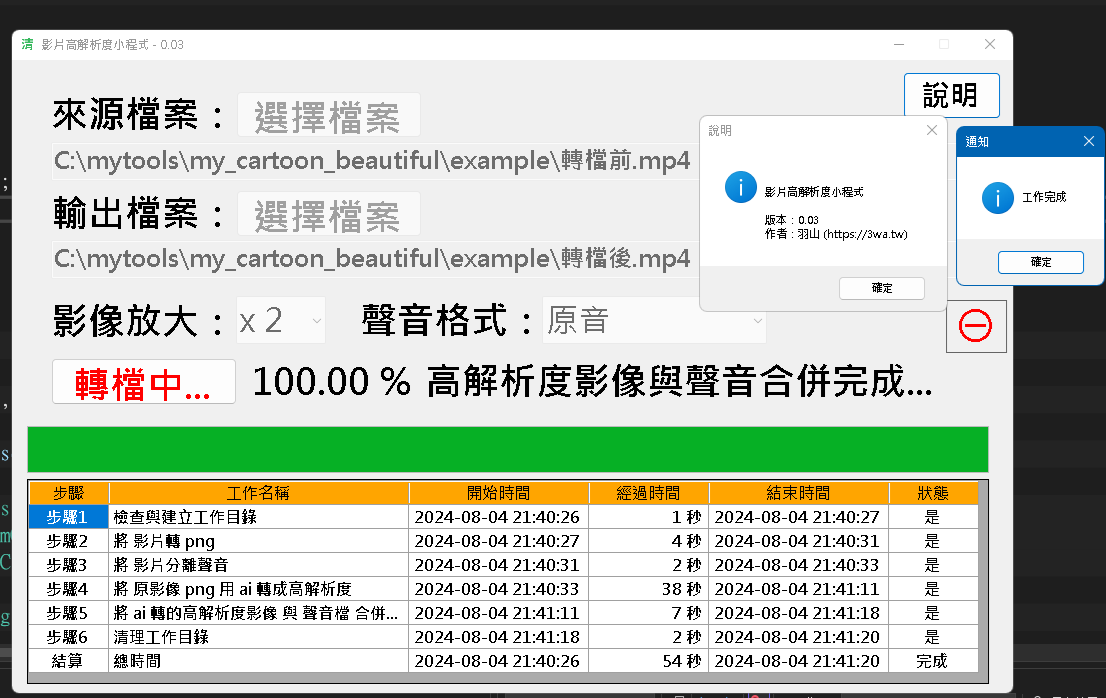 清 影片高解析度小程式 - 0.03
說明
來源檔案： 選擇檔案
C:\mytools\my_cartoon_beautiful\example\轉檔前.mp4
輸出檔案： 選擇檔案
C:\mytools\my_cartoon_beautiful\example\轉檔後.mp4
影像放大： x 2 聲音格式： 原音
轉檔中... 100.00 % 高解析度影像與聲音合併完成...
說明
影片高解析度小程式
版本：0.03
作者：羽山 (https://3wa.tw)
確定
通知
工作完成
確定
步驟 工作名稱 開始時間 經過時間 結束時間 狀態
步驟1 檢查與建立工作目錄 2024-08-04 21:40:26 1 秒 2024-08-04 21:40:27 是
步驟2 將 影片轉 png 2024-08-04 21:40:27 4 秒 2024-08-04 21:40:31 是
步驟3 將 影片分離聲音 2024-08-04 21:40:31 2 秒 2024-08-04 21:40:33 是
步驟4 將 原影像 png 用 ai 轉成高解析度 2024-08-04 21:40:33 38 秒 2024-08-04 21:41:11 是
步驟5 將 ai 轉的高解析度影像 與 聲音檔 合併... 2024-08-04 21:41:11 7 秒 2024-08-04 21:41:18 是
步驟6 清理工作目錄 2024-08-04 21:41:18 2 秒 2024-08-04 21:41:20 是
結算 總時間 2024-08-04 21:40:26 54 秒 2024-08-04 21:41:20 完成